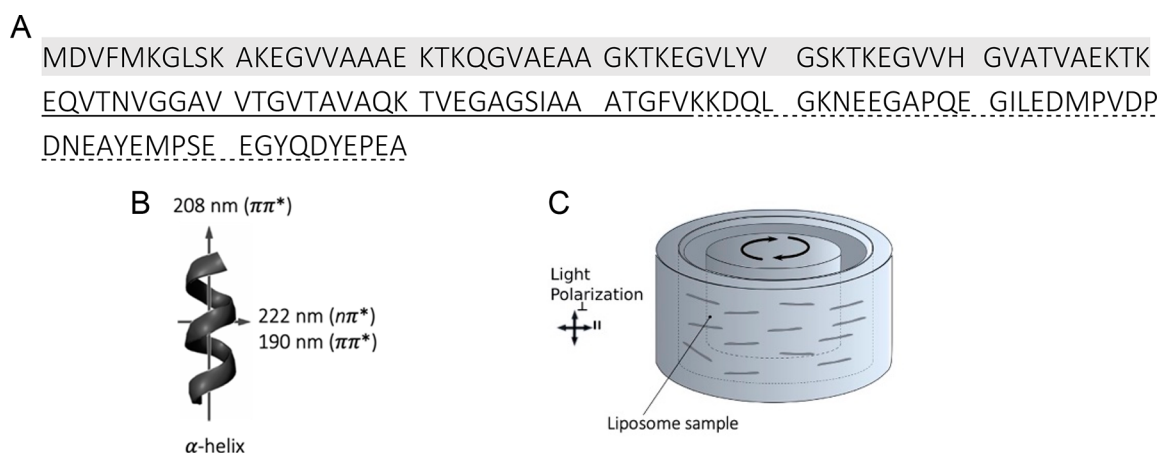 A
MDVFMKGLSK AKEGVVAAAE KTKQGVAEAA GKTKEGVLYV GSKTKEGVVH GVATVAEKTK
EQVTNVGGAV VTGVTAVAQK TVEGAGSIAA ATGFVKKDQL GKNEEGAPQE GILEDMPVDP
DNEAYEMPSE EGYQDYEPEA
B
208 nm (ππ*)
222 nm (nπ*)
190 nm (ππ*)
α-helix
C
Light
Polarization
⊥
II
Liposome sample